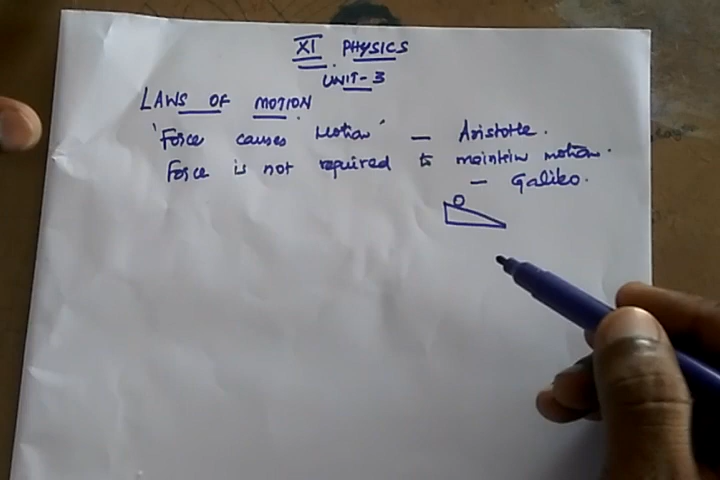 XI PHYSICS
UNIT-3
LAWS OF MOTION
'Force causes Motion' — Aristotle.
Force is not required to maintain motion.
— Galileo.